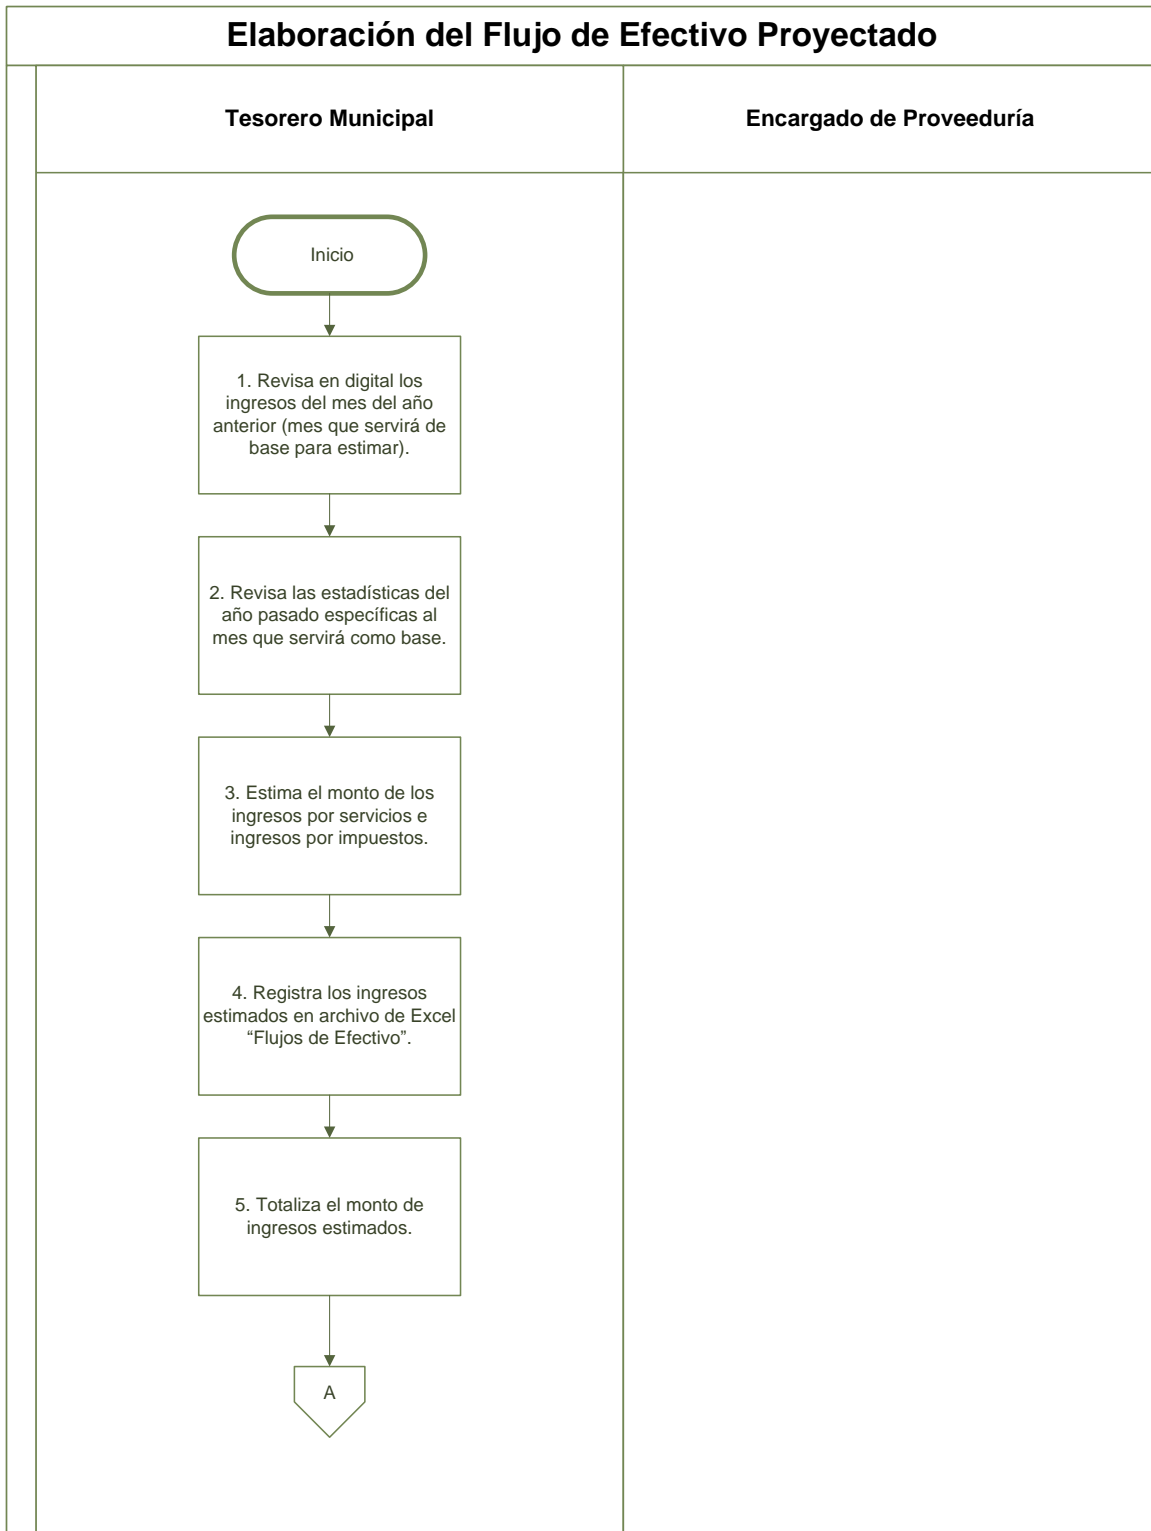 Elaboración del Flujo de Efectivo Proyectado
Tesorero Municipal
Encargado de Proveeduría
Inicio
1. Revisa en digital los
ingresos del mes del año
anterior (mes que servirá de
base para estimar).
2. Revisa las estadísticas del
año pasado específicas al
mes que servirá como base.
3. Estima el monto de los
ingresos por servicios e
ingresos por impuestos.
4. Registra los ingresos
estimados en archivo de Excel
“Flujos de Efectivo”.
5. Totaliza el monto de
ingresos estimados.
A